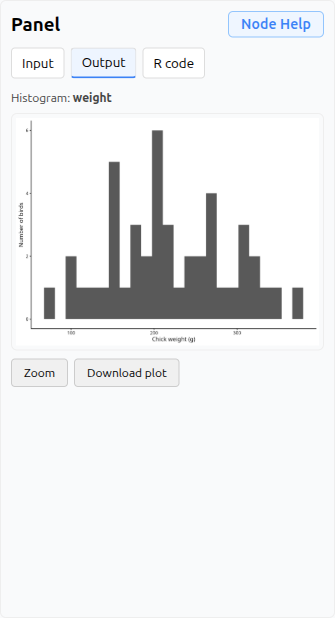 Panel
Node Help
Input
Output
R code
Histogram: weight
6
4
2
0
Number of birds
100
200
300
Chick weight (g)
Zoom
Download plot